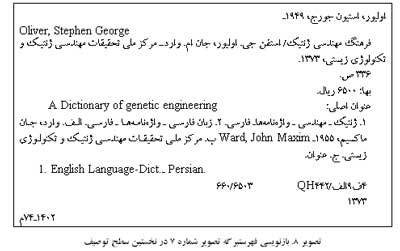 اولیور، استیون جورج، ۱۹۴۹ـ
Oliver, Stephen George
فرهنگ مهندسی ژنتیک/ استفن جی. اولیور، جان ام. وارد ـ مرکز ملی تحقیقات مهندسی ژنتیک و
تکنولوژی زیستی، ۱۳۷۳.
۳۳۶ ص.
بها: ۶۵۰۰ ریال.
عنوان اصلی: A Dictionary of genetic engineering
۱. ژنتیک ـ مهندسی ـ واژه‌نامه‌ها ـ فارسی. ۲. زبان فارسی ـ واژه‌نامه‌ها ـ فارسی. الف. وارد، جان
ماکسیم، ۱۹۵۵ـ Ward, John Maxim ب. مرکز ملی تحقیقات مهندسی ژنتیک و تکنولوژی
زیستی. ج. عنوان.
1. English Language-Dict._ Persian.
۴ف۹الف/QH۴۴۲ ۶۶۰/۶۵۰۳
۱۳۷۳
۱۴۰۲ـ۷۴م
تصویر ۸. بازنویسی فهرستبرگه تصویر شماره ۷ در نخستین سطح توصیف